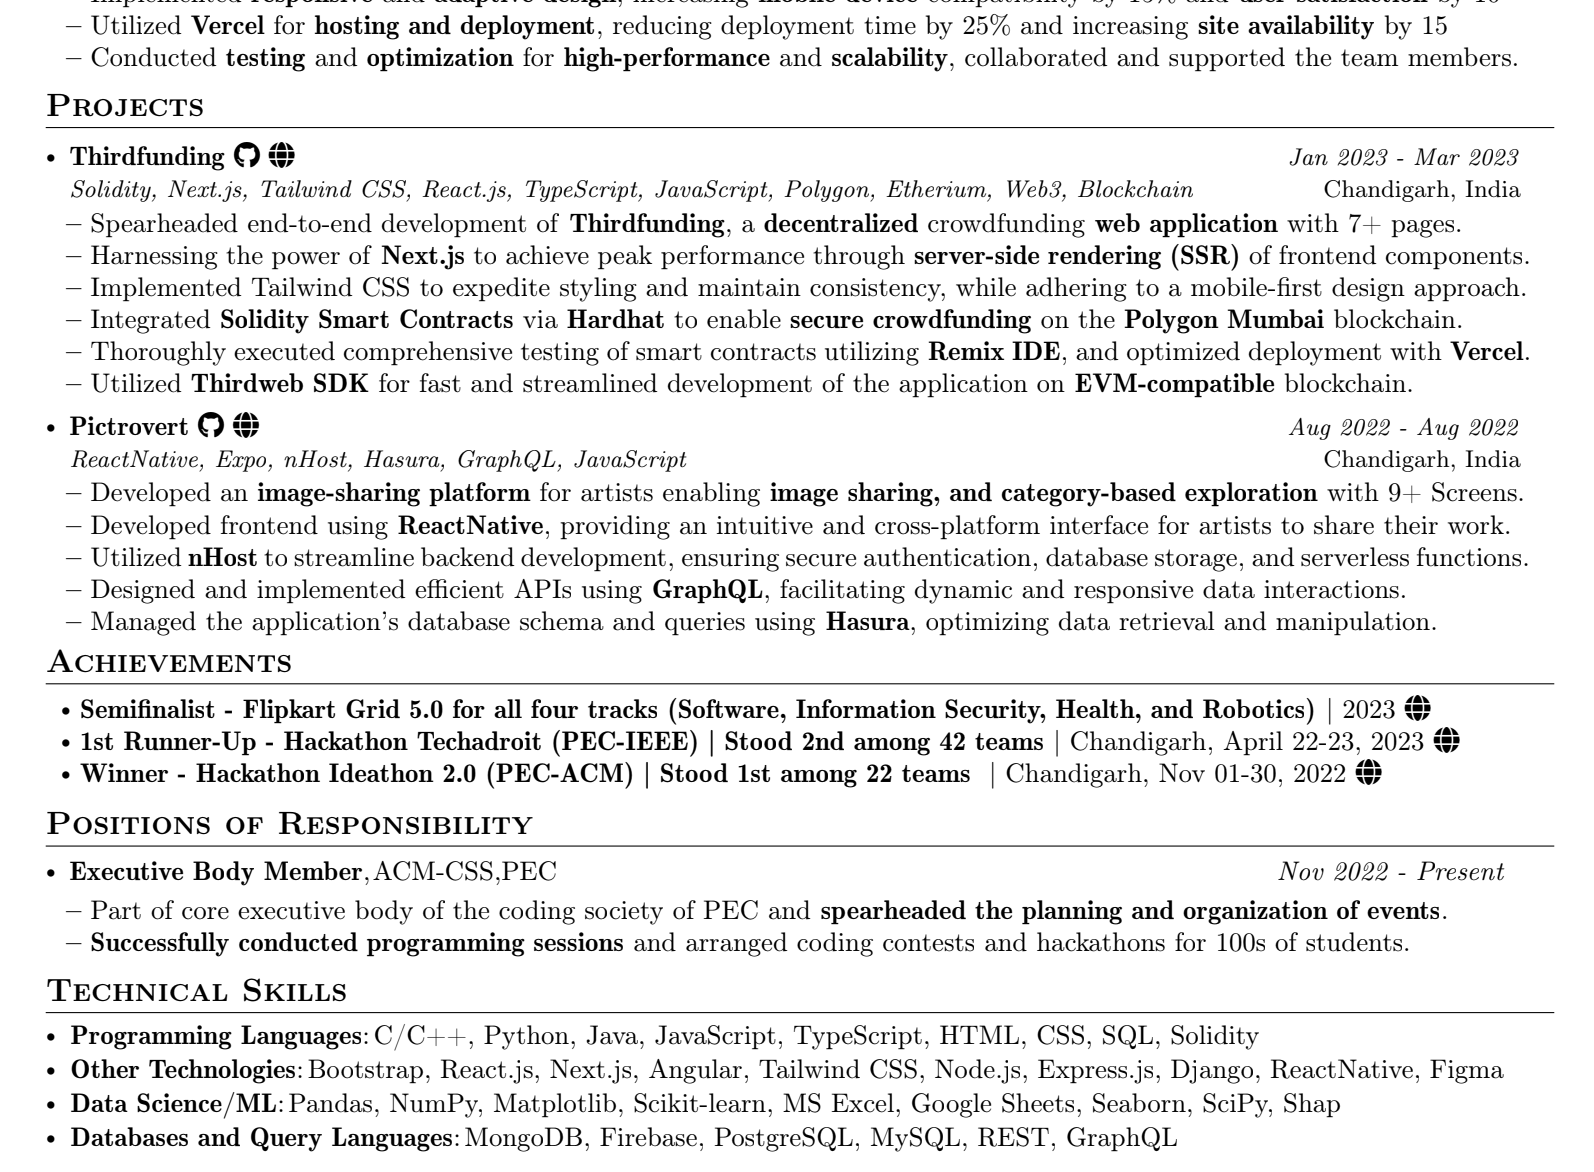 – Implemented responsive and adaptive design, increasing mobile device compatibility by 15% and user satisfaction by 10
– Utilized Vercel for hosting and deployment, reducing deployment time by 25% and increasing site availability by 15
– Conducted testing and optimization for high-performance and scalability, collaborated and supported the team members.
Projects
• Thirdfunding Jan 2023 - Mar 2023
Solidity, Next.js, Tailwind CSS, React.js, TypeScript, JavaScript, Polygon, Etherium, Web3, Blockchain Chandigarh, India
– Spearheaded end-to-end development of Thirdfunding, a decentralized crowdfunding web application with 7+ pages.
– Harnessing the power of Next.js to achieve peak performance through server-side rendering (SSR) of frontend components.
– Implemented Tailwind CSS to expedite styling and maintain consistency, while adhering to a mobile-first design approach.
– Integrated Solidity Smart Contracts via Hardhat to enable secure crowdfunding on the Polygon Mumbai blockchain.
– Thoroughly executed comprehensive testing of smart contracts utilizing Remix IDE, and optimized deployment with Vercel.
– Utilized Thirdweb SDK for fast and streamlined development of the application on EVM-compatible blockchain.
• Pictrovert Aug 2022 - Aug 2022
ReactNative, Expo, nHost, Hasura, GraphQL, JavaScript Chandigarh, India
– Developed an image-sharing platform for artists enabling image sharing, and category-based exploration with 9+ Screens.
– Developed frontend using ReactNative, providing an intuitive and cross-platform interface for artists to share their work.
– Utilized nHost to streamline backend development, ensuring secure authentication, database storage, and serverless functions.
– Designed and implemented efficient APIs using GraphQL, facilitating dynamic and responsive data interactions.
– Managed the application's database schema and queries using Hasura, optimizing data retrieval and manipulation.
Achievements
• Semifinalist - Flipkart Grid 5.0 for all four tracks (Software, Information Security, Health, and Robotics) | 2023
• 1st Runner-Up - Hackathon Techadroit (PEC-IEEE) | Stood 2nd among 42 teams | Chandigarh, April 22-23, 2023
• Winner - Hackathon Ideathon 2.0 (PEC-ACM) | Stood 1st among 22 teams | Chandigarh, Nov 01-30, 2022
Positions of Responsibility
• Executive Body Member,ACM-CSS,PEC Nov 2022 - Present
– Part of core executive body of the coding society of PEC and spearheaded the planning and organization of events.
– Successfully conducted programming sessions and arranged coding contests and hackathons for 100s of students.
Technical Skills
• Programming Languages: C/C++, Python, Java, JavaScript, TypeScript, HTML, CSS, SQL, Solidity
• Other Technologies: Bootstrap, React.js, Next.js, Angular, Tailwind CSS, Node.js, Express.js, Django, ReactNative, Figma
• Data Science/ML: Pandas, NumPy, Matplotlib, Scikit-learn, MS Excel, Google Sheets, Seaborn, SciPy, Shap
• Databases and Query Languages: MongoDB, Firebase, PostgreSQL, MySQL, REST, GraphQL